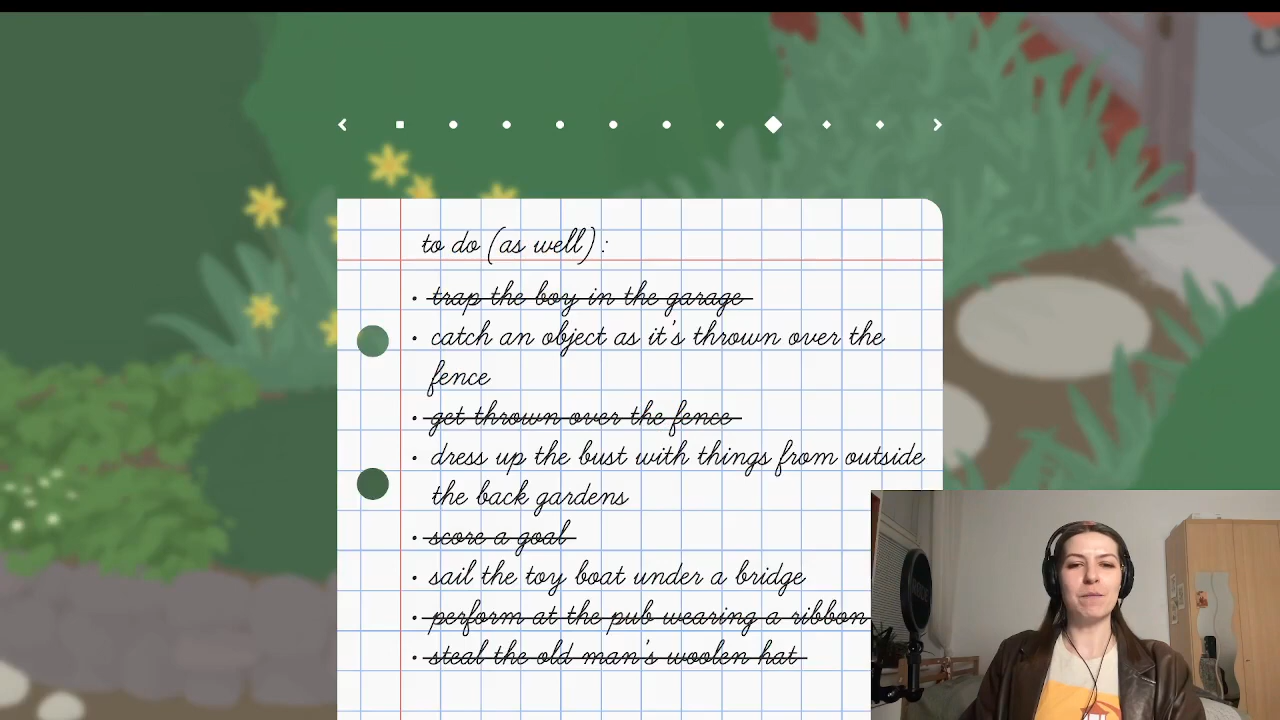 to do (as well):
• trap the boy in the garage
• catch an object as it's thrown over the
fence
• get thrown over the fence
• dress up the bust with things from outside
the back gardens
• score a goal
• sail the toy boat under a bridge
• perform at the pub wearing a ribbon
• steal the old man's woolen hat